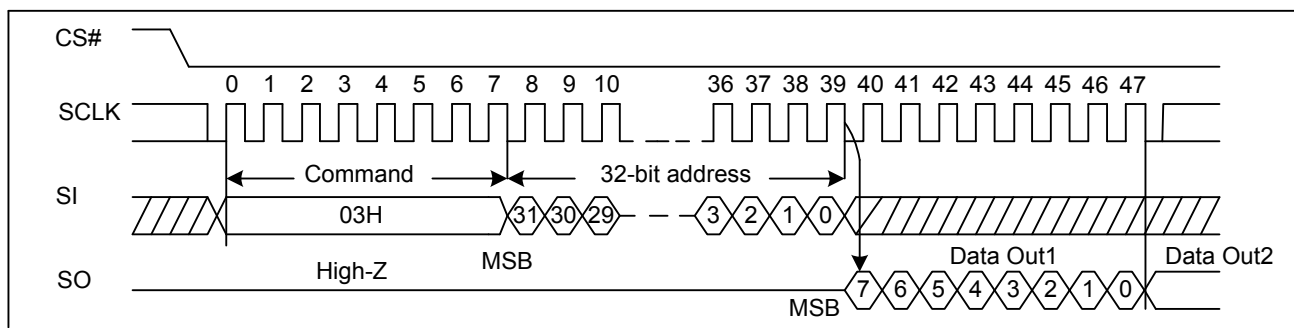 CS#
0 1 2 3 4 5 6 7 8 9 10 36 37 38 39 40 41 42 43 44 45 46 47
SCLK
Command 32-bit address
SI 03H 31 30 29 3 2 1 0
High-Z MSB Data Out1 Data Out2
SO MSB 7 6 5 4 3 2 1 0